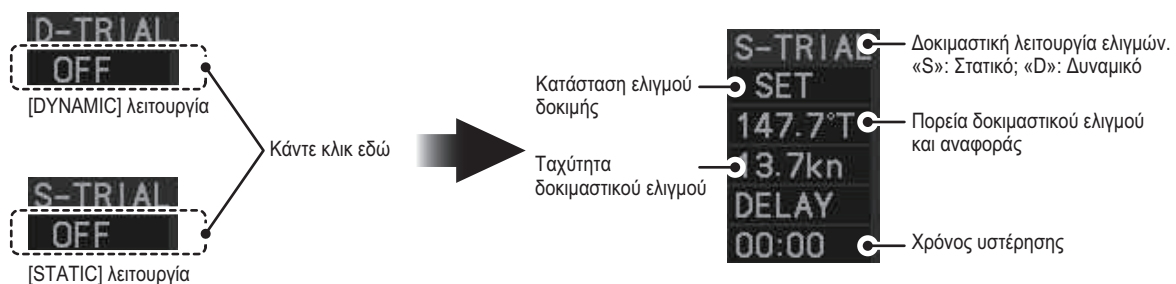 D-TRIAL
OFF
[DYNAMIC] λειτουργία
Κάντε κλικ εδώ
S-TRIAL
OFF
[STATIC] λειτουργία
Κατάσταση ελιγμού
δοκιμής
Ταχύτητα
δοκιμαστικού ελιγμού
S-TRIAL
SET
147.7°T
13.7kn
DELAY
00:00
Δοκιμαστική λειτουργία ελιγμών.
«S»: Στατικό; «D»: Δυναμικό
Πορεία δοκιμαστικού ελιγμού
και αναφοράς
Χρόνος υστέρησης